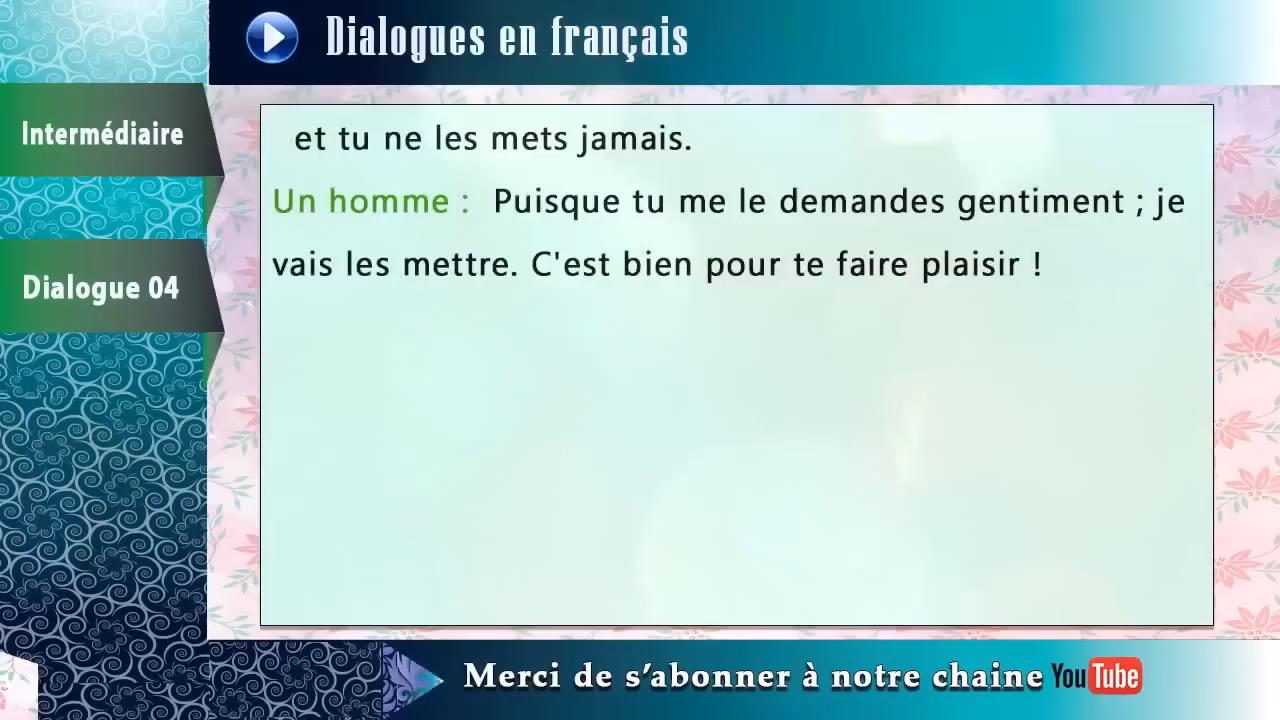 Dialogues en français
Intermédiaire
Dialogue 04
et tu ne les mets jamais.
Un homme : Puisque tu me le demandes gentiment ; je
vais les mettre. C'est bien pour te faire plaisir !
Merci de s’abonner à notre chaine YouTube